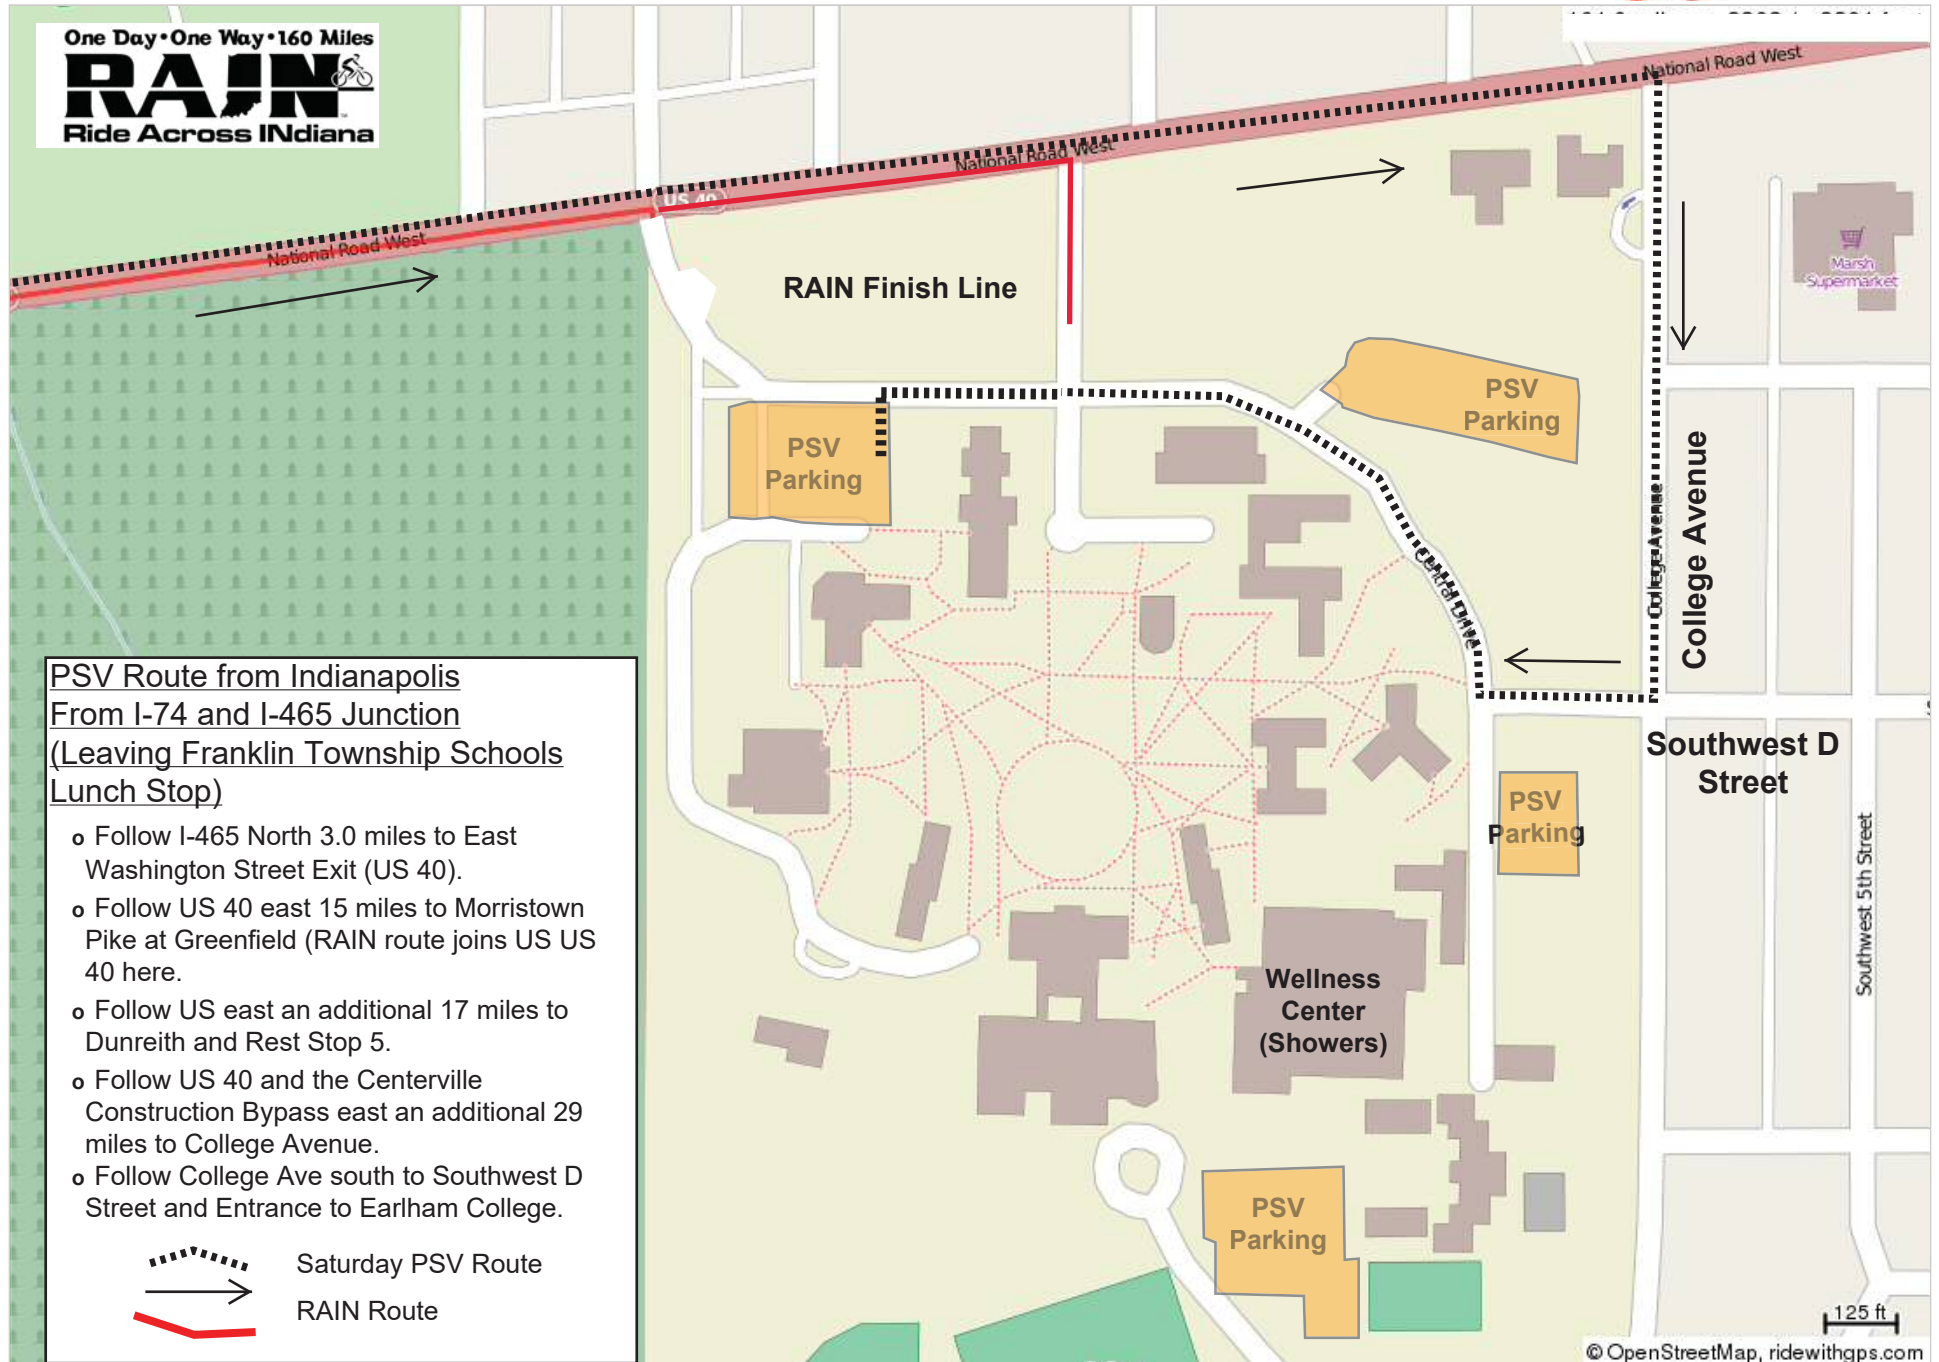 One Day•One Way•160 Miles
RAIN
Ride Across INdiana
National Road West
National Road West
US 40
National Road West
RAIN Finish Line
Marsh
Supermarket
PSV
Parking
PSV
Parking
College Avenue
College Avenue
Central Drive
Southwest D
Street
PSV
Parking
Southwest 5th Street
Wellness
Center
(Showers)
PSV
Parking
PSV Route from Indianapolis
From I-74 and I-465 Junction
(Leaving Franklin Township Schools
Lunch Stop)
o Follow I-465 North 3.0 miles to East
Washington Street Exit (US 40).
o Follow US 40 east 15 miles to Morristown
Pike at Greenfield (RAIN route joins US US
40 here.
o Follow US east an additional 17 miles to
Dunreith and Rest Stop 5.
o Follow US 40 and the Centerville
Construction Bypass east an additional 29
miles to College Avenue.
o Follow College Ave south to Southwest D
Street and Entrance to Earlham College.
Saturday PSV Route
RAIN Route
125 ft
© OpenStreetMap, ridewithgps.com